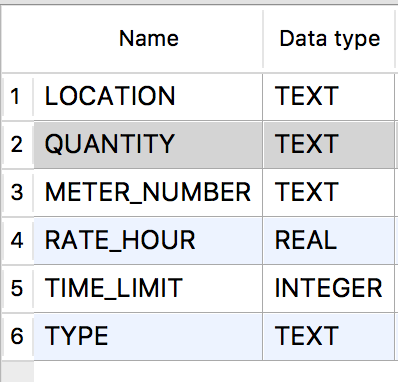 Name Data type
1 LOCATION TEXT
2 QUANTITY TEXT
3 METER_NUMBER TEXT
4 RATE_HOUR REAL
5 TIME_LIMIT INTEGER
6 TYPE TEXT